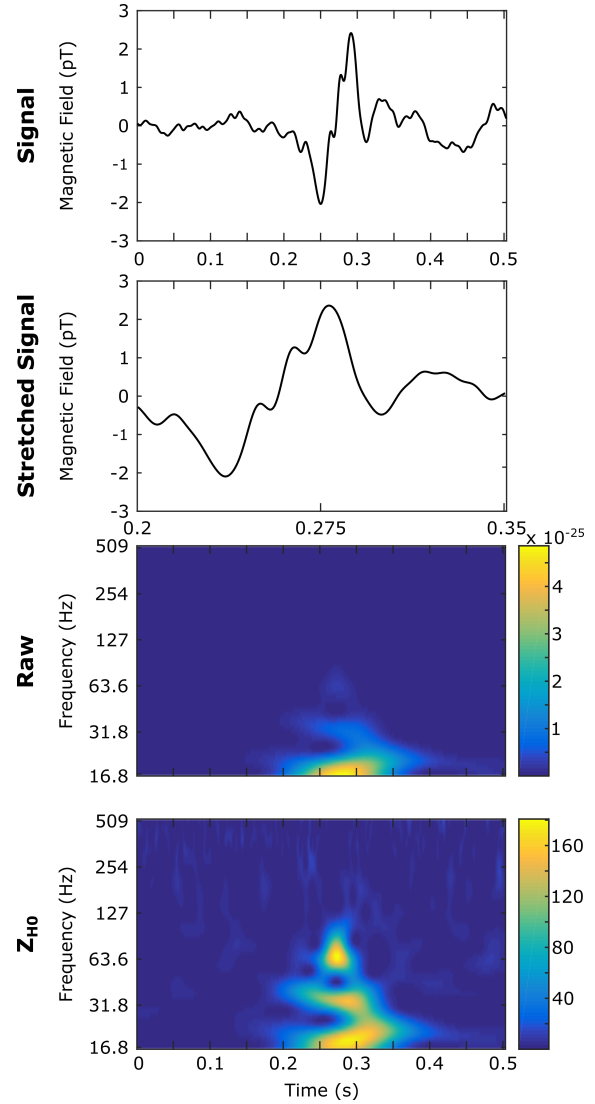 Signal
Magnetic Field (pT)
3
2
1
0
-1
-2
-3
0 0.1 0.2 0.3 0.4 0.5
Stretched Signal
Magnetic Field (pT)
3
2
1
0
-1
-2
-3
0.2 0.275 0.35
x 10-25
Raw
Frequency (Hz)
509
254
127
63.6
31.8
16.8
4
3
2
1
ZH0
Frequency (Hz)
509
254
127
63.6
31.8
16.8
160
120
80
40
0 0.1 0.2 0.3 0.4 0.5
Time (s)